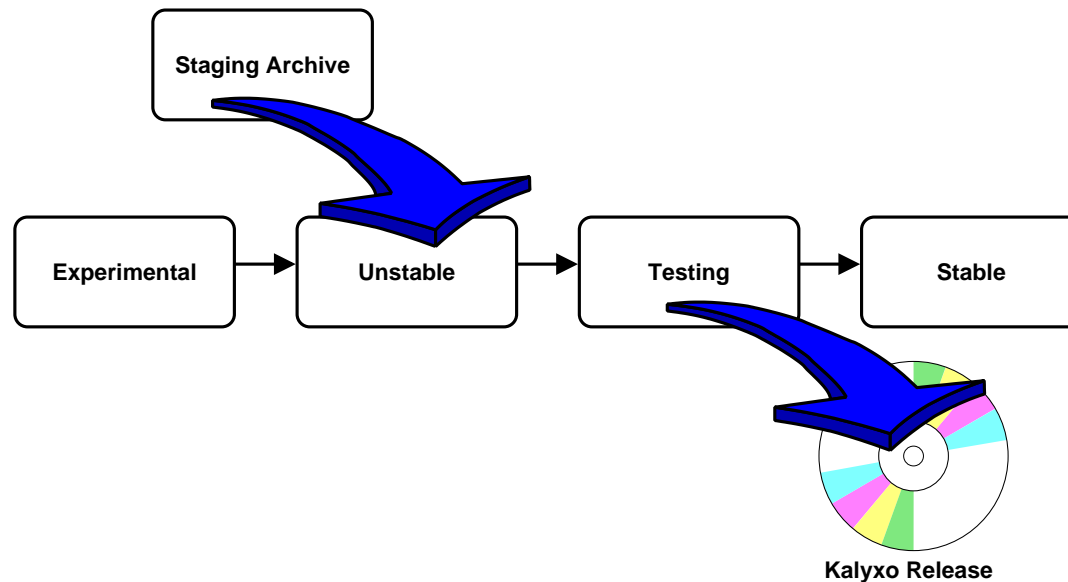 Staging Archive
Experimental
Unstable
Testing
Stable
Kalyxo Release